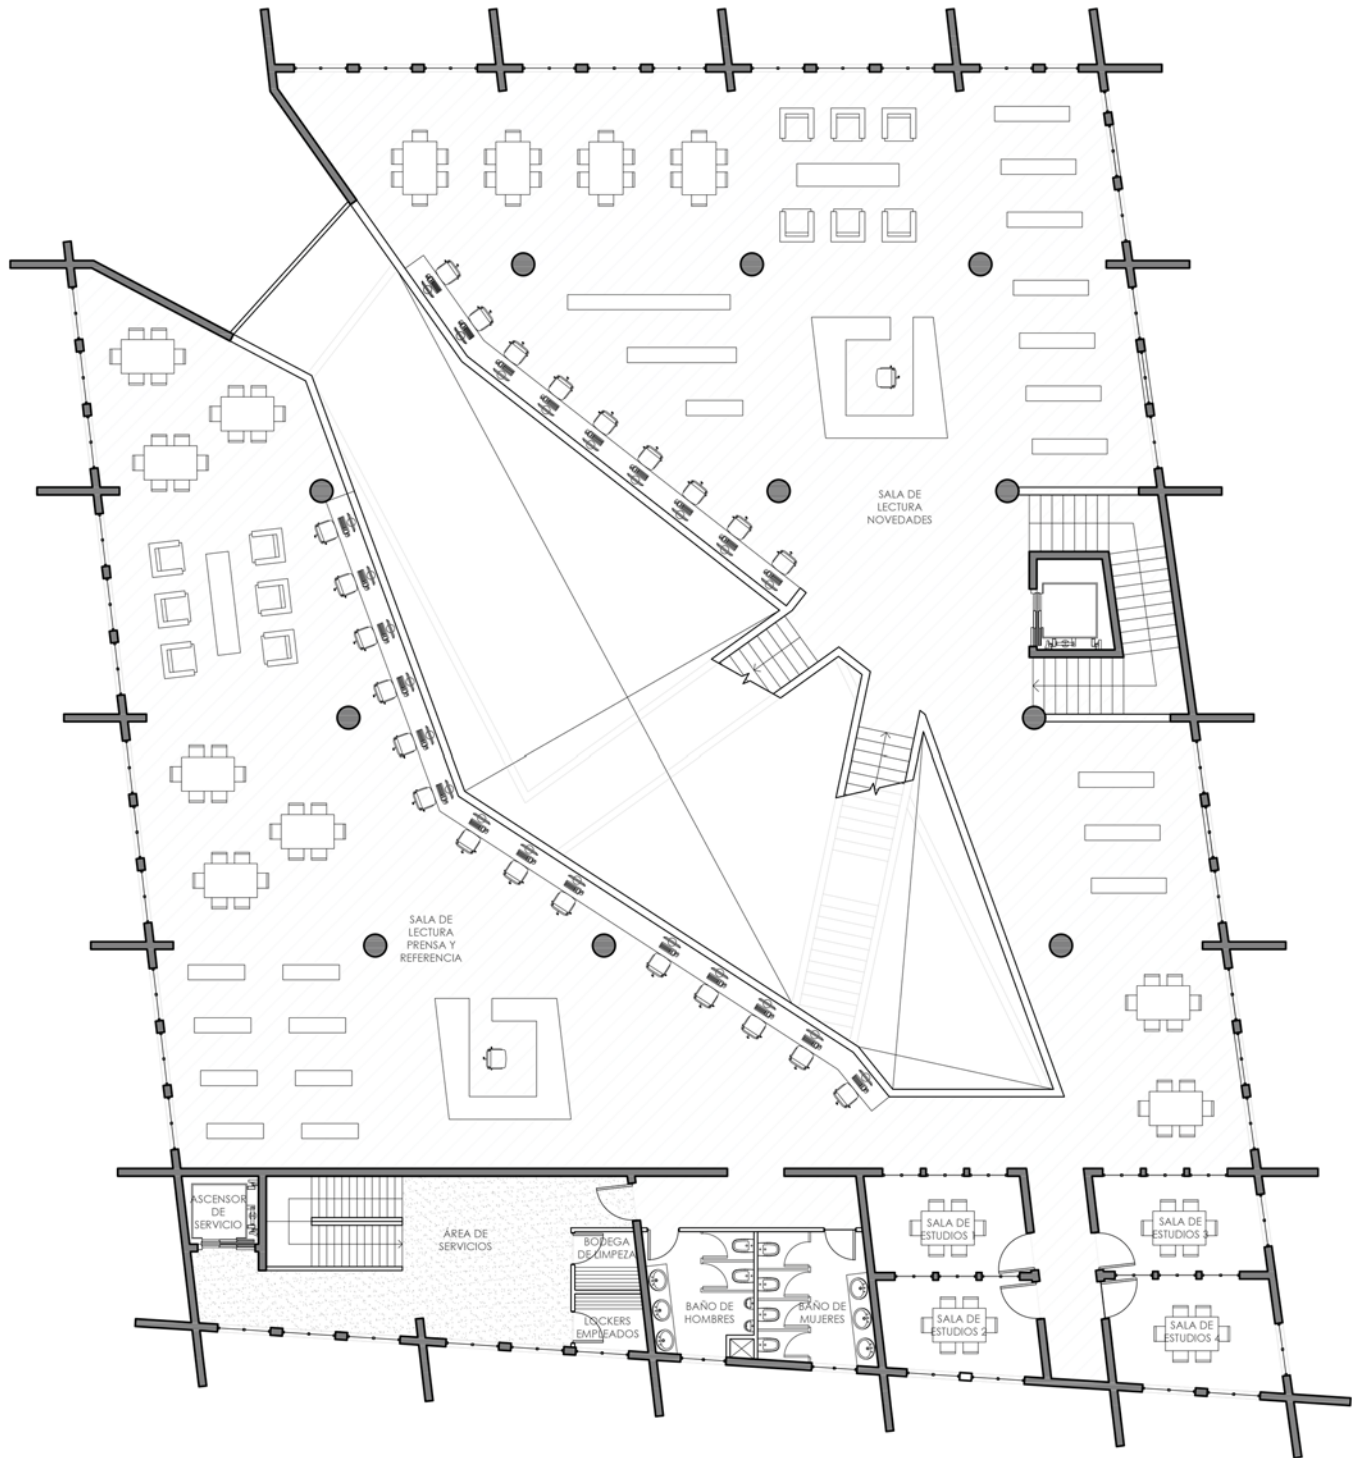 SALA DE
LECTURA
NOVEDADES
SALA DE
LECTURA
PRENSA Y
REFERENCIA
ASCENSOR
DE
SERVICIO
ÁREA DE
SERVICIOS
BODEGA
DE LIMPEZA
LOCKERS
EMPLEADOS
BAÑO DE
HOMBRES
BAÑO DE
MUJERES
SALA DE
ESTUDIOS 1
SALA DE
ESTUDIOS 2
SALA DE
ESTUDIOS 3
SALA DE
ESTUDIOS 4